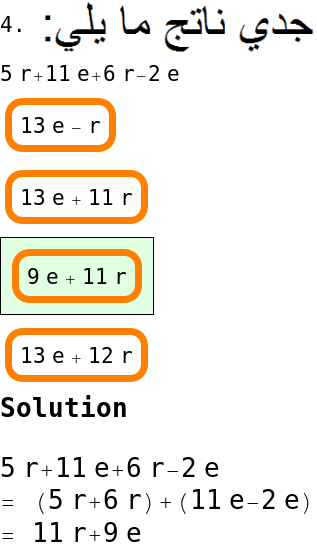 4. جدي ناتج ما يلي:
5 r+11 e+6 r−2 e
13 e − r
13 e + 11 r
9 e + 11 r
13 e + 12 r
Solution
5 r+11 e+6 r−2 e
= (5 r+6 r) + (11 e−2 e)
= 11 r+9 e